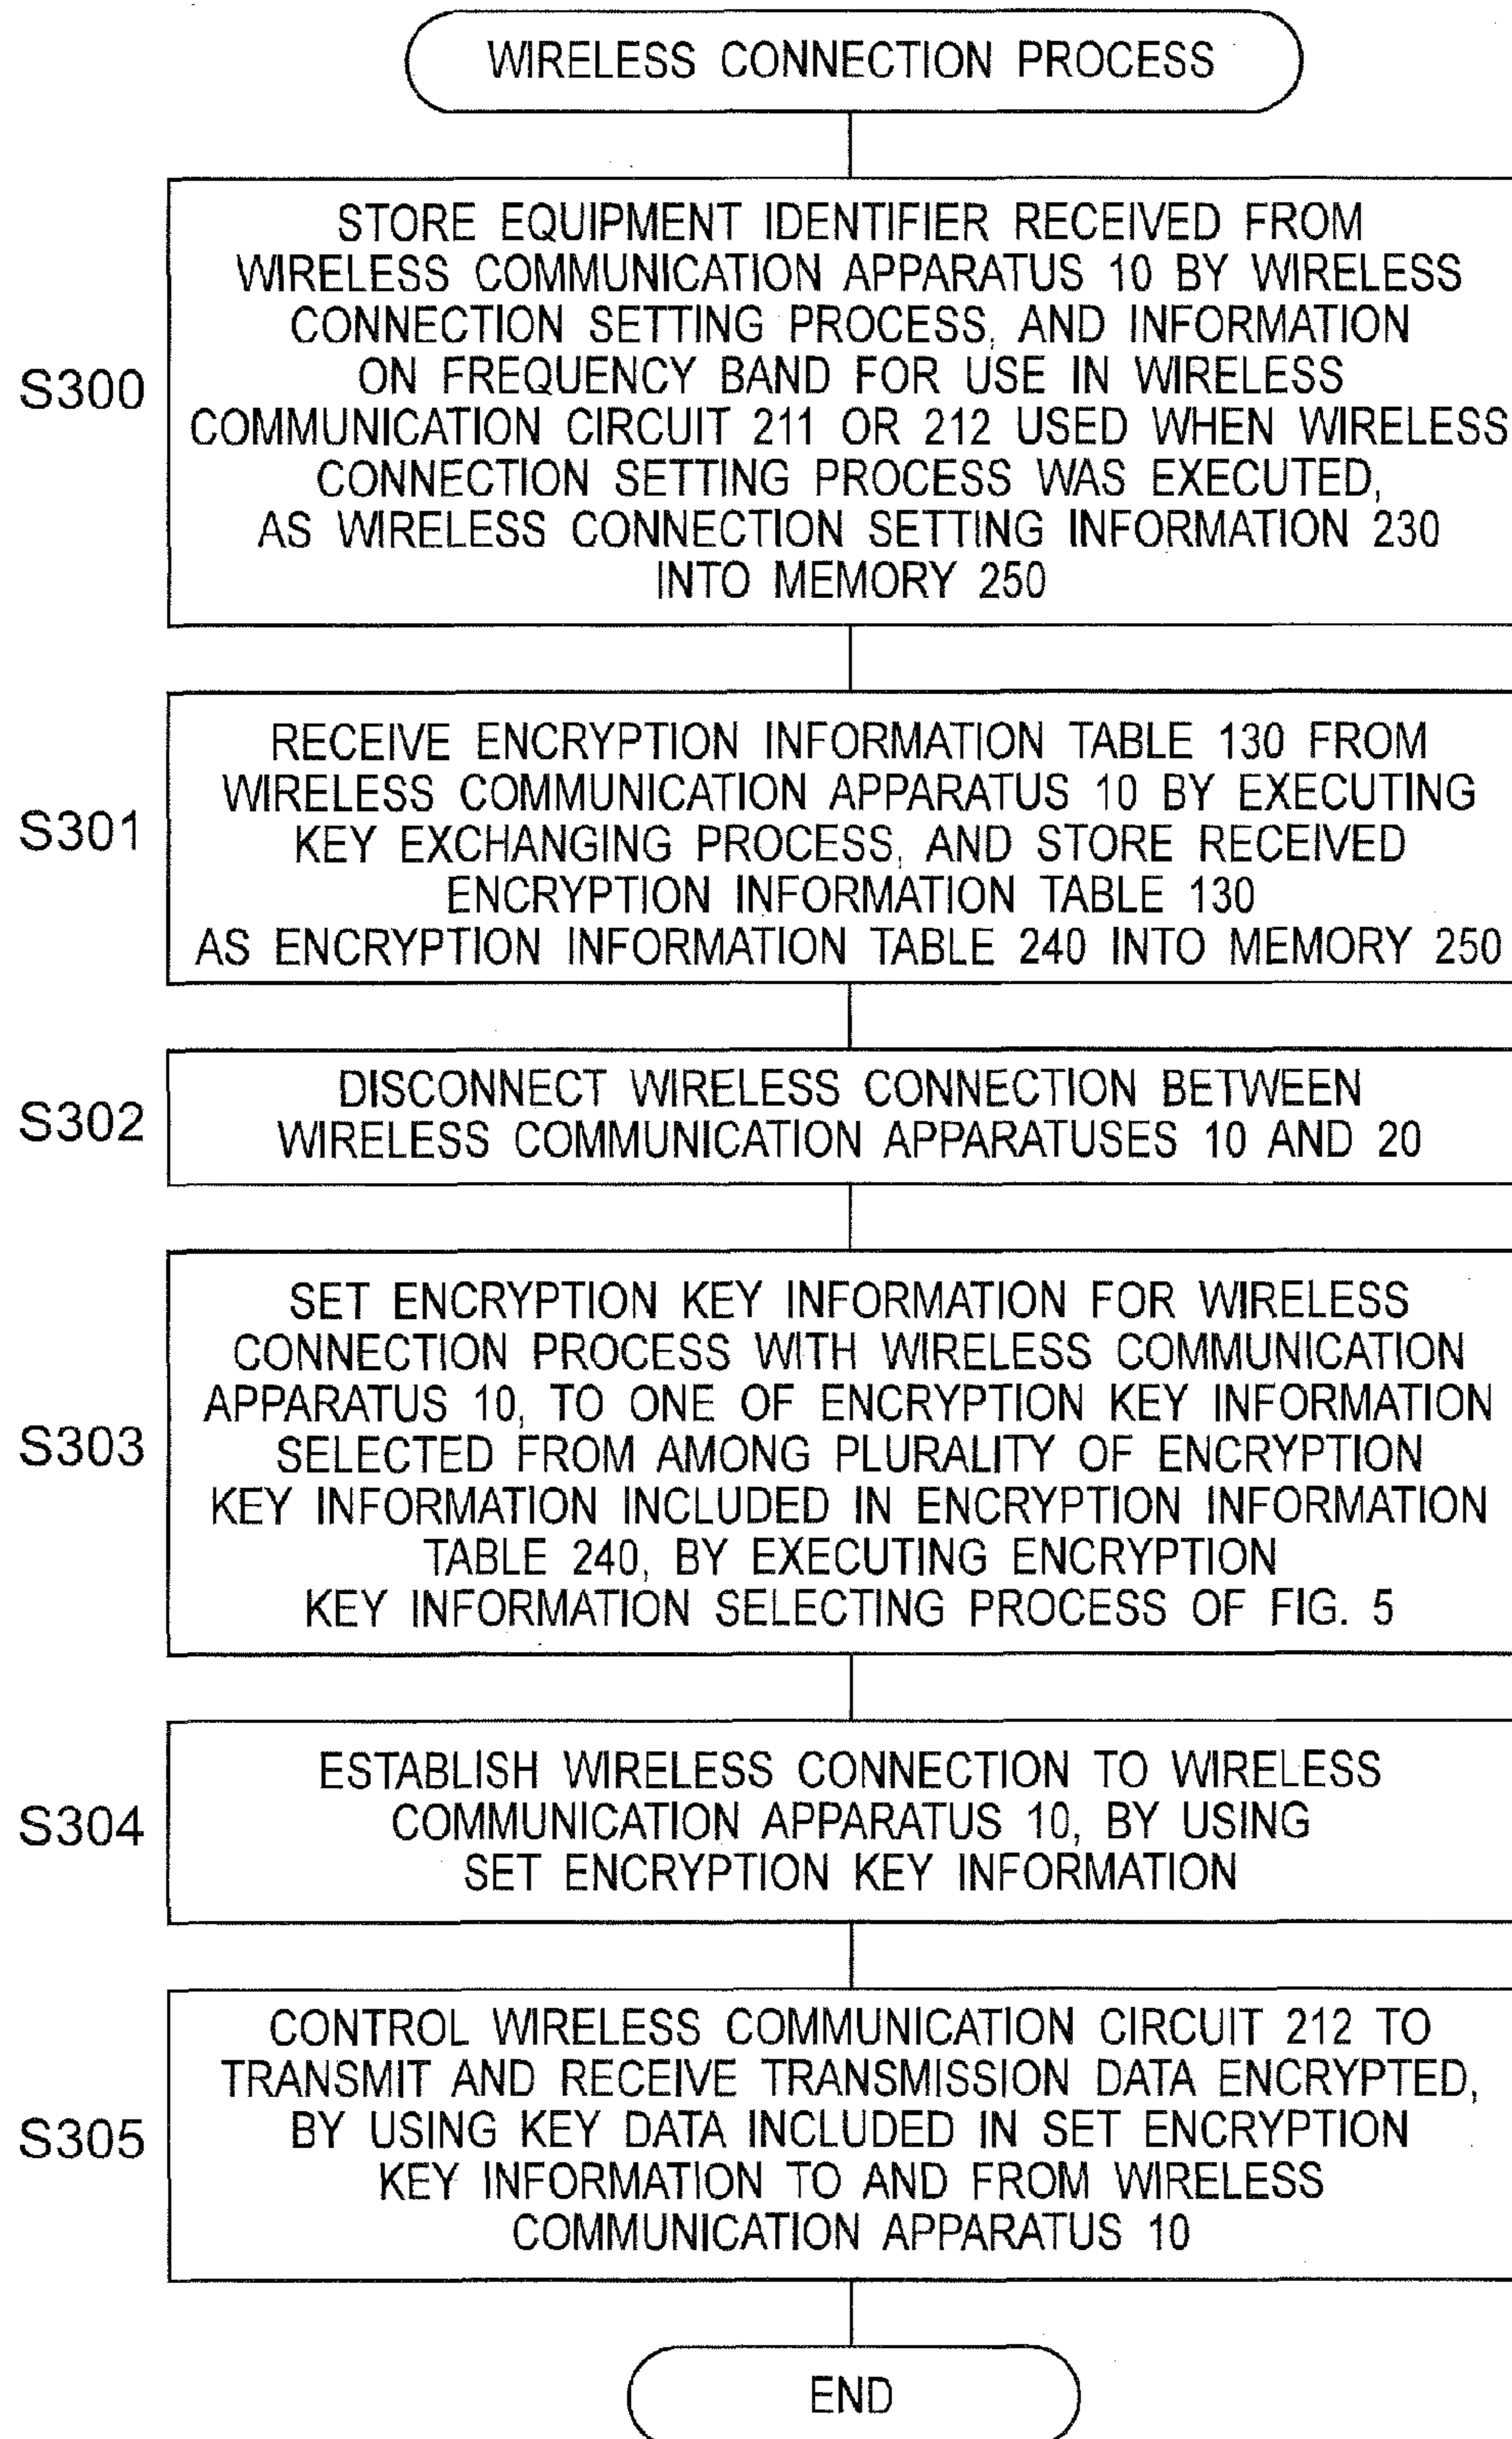 WIRELESS CONNECTION PROCESS
S300
STORE EQUIPMENT IDENTIFIER RECEIVED FROM
WIRELESS COMMUNICATION APPARATUS 10 BY WIRELESS
CONNECTION SETTING PROCESS, AND INFORMATION
ON FREQUENCY BAND FOR USE IN WIRELESS
COMMUNICATION CIRCUIT 211 OR 212 USED WHEN WIRELESS
CONNECTION SETTING PROCESS WAS EXECUTED,
AS WIRELESS CONNECTION SETTING INFORMATION 230
INTO MEMORY 250
S301
RECEIVE ENCRYPTION INFORMATION TABLE 130 FROM
WIRELESS COMMUNICATION APPARATUS 10 BY EXECUTING
KEY EXCHANGING PROCESS, AND STORE RECEIVED
ENCRYPTION INFORMATION TABLE 130
AS ENCRYPTION INFORMATION TABLE 240 INTO MEMORY 250
S302
DISCONNECT WIRELESS CONNECTION BETWEEN
WIRELESS COMMUNICATION APPARATUSES 10 AND 20
S303
SET ENCRYPTION KEY INFORMATION FOR WIRELESS
CONNECTION PROCESS WITH WIRELESS COMMUNICATION
APPARATUS 10, TO ONE OF ENCRYPTION KEY INFORMATION
SELECTED FROM AMONG PLURALITY OF ENCRYPTION
KEY INFORMATION INCLUDED IN ENCRYPTION INFORMATION
TABLE 240, BY EXECUTING ENCRYPTION
KEY INFORMATION SELECTING PROCESS OF FIG. 5
S304
ESTABLISH WIRELESS CONNECTION TO WIRELESS
COMMUNICATION APPARATUS 10, BY USING
SET ENCRYPTION KEY INFORMATION
S305
CONTROL WIRELESS COMMUNICATION CIRCUIT 212 TO
TRANSMIT AND RECEIVE TRANSMISSION DATA ENCRYPTED,
BY USING KEY DATA INCLUDED IN SET ENCRYPTION
KEY INFORMATION TO AND FROM WIRELESS
COMMUNICATION APPARATUS 10
END